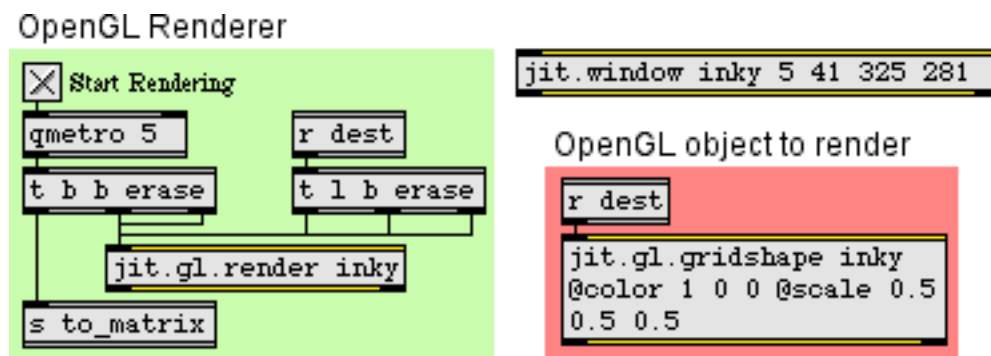 OpenGL Renderer
Start Rendering
qmetro 5
r dest
t b b erase
t l b erase
jit.gl.render inky
s to_matrix
jit.window inky 5 41 325 281
OpenGL object to render
r dest
jit.gl.gridshape inky
@color 1 0 0 @scale 0.5
0.5 0.5